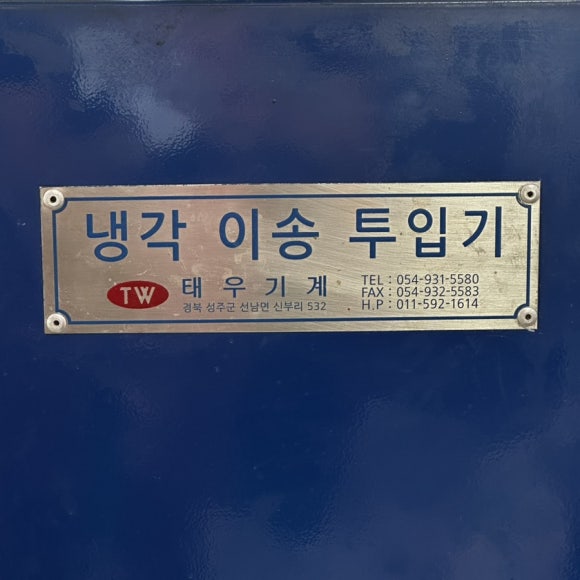 냉각 이송 투입기
TW 태우기계
경북 성주군 선남면 신부리 532
TEL : 054-931-5580
FAX : 054-932-5583
H.P : 011-592-1614